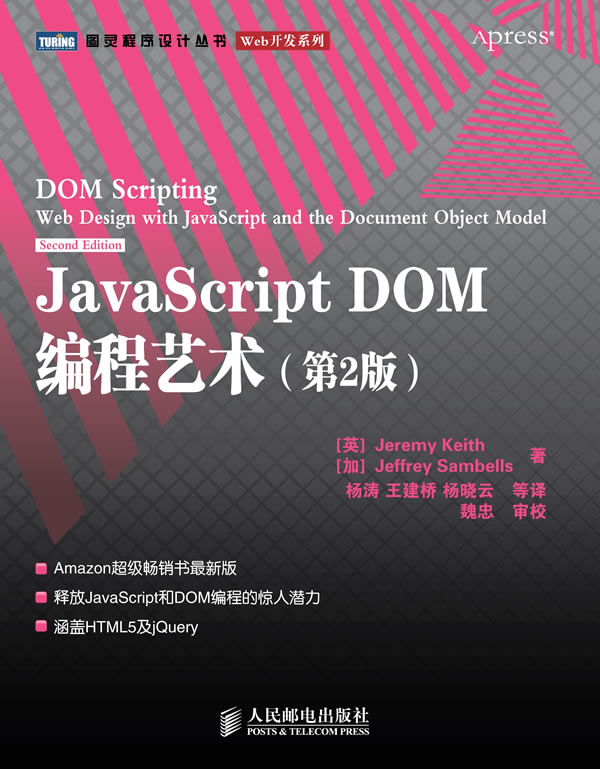 TURING 图灵程序设计丛书 Web开发系列 Apress®
DOM Scripting
Web Design with JavaScript and the Document Object Model
Second Edition
JavaScript DOM
编程艺术（第2版）
[英] Jeremy Keith
[加] Jeffrey Sambells 著
杨涛 王建桥 杨晓云 等译
魏忠 审校
Amazon超级畅销书最新版
释放JavaScript和DOM编程的惊人潜力
涵盖HTML5及jQuery
人民邮电出版社
POSTS & TELECOM PRESS